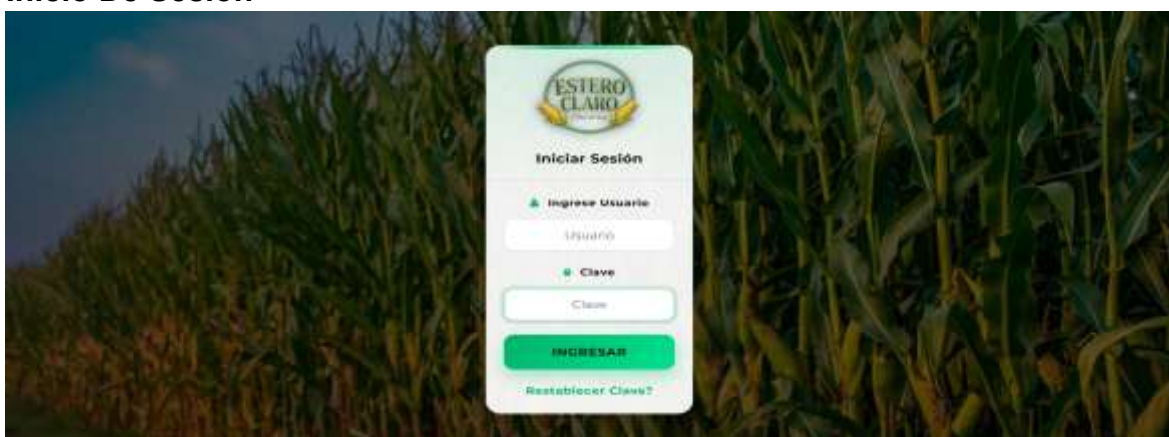 Inicio De Sesión
ESTERO
CLARO
Iniciar Sesión
Ingrese Usuario
Usuario
Clave
Clave
INGRESAR
Restablecer Clave?